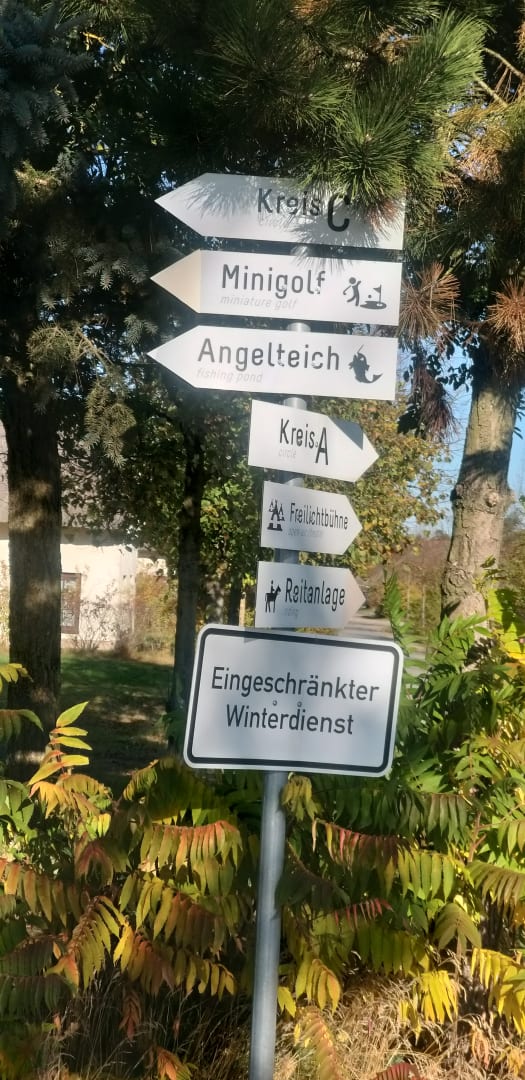 Kreis C
circle
Minigolf
miniature golf
Angelteich
fishing pond
Kreis A
circle
Freilichtbühne
Reitanlage
riding
Eingeschränkter
Winterdienst